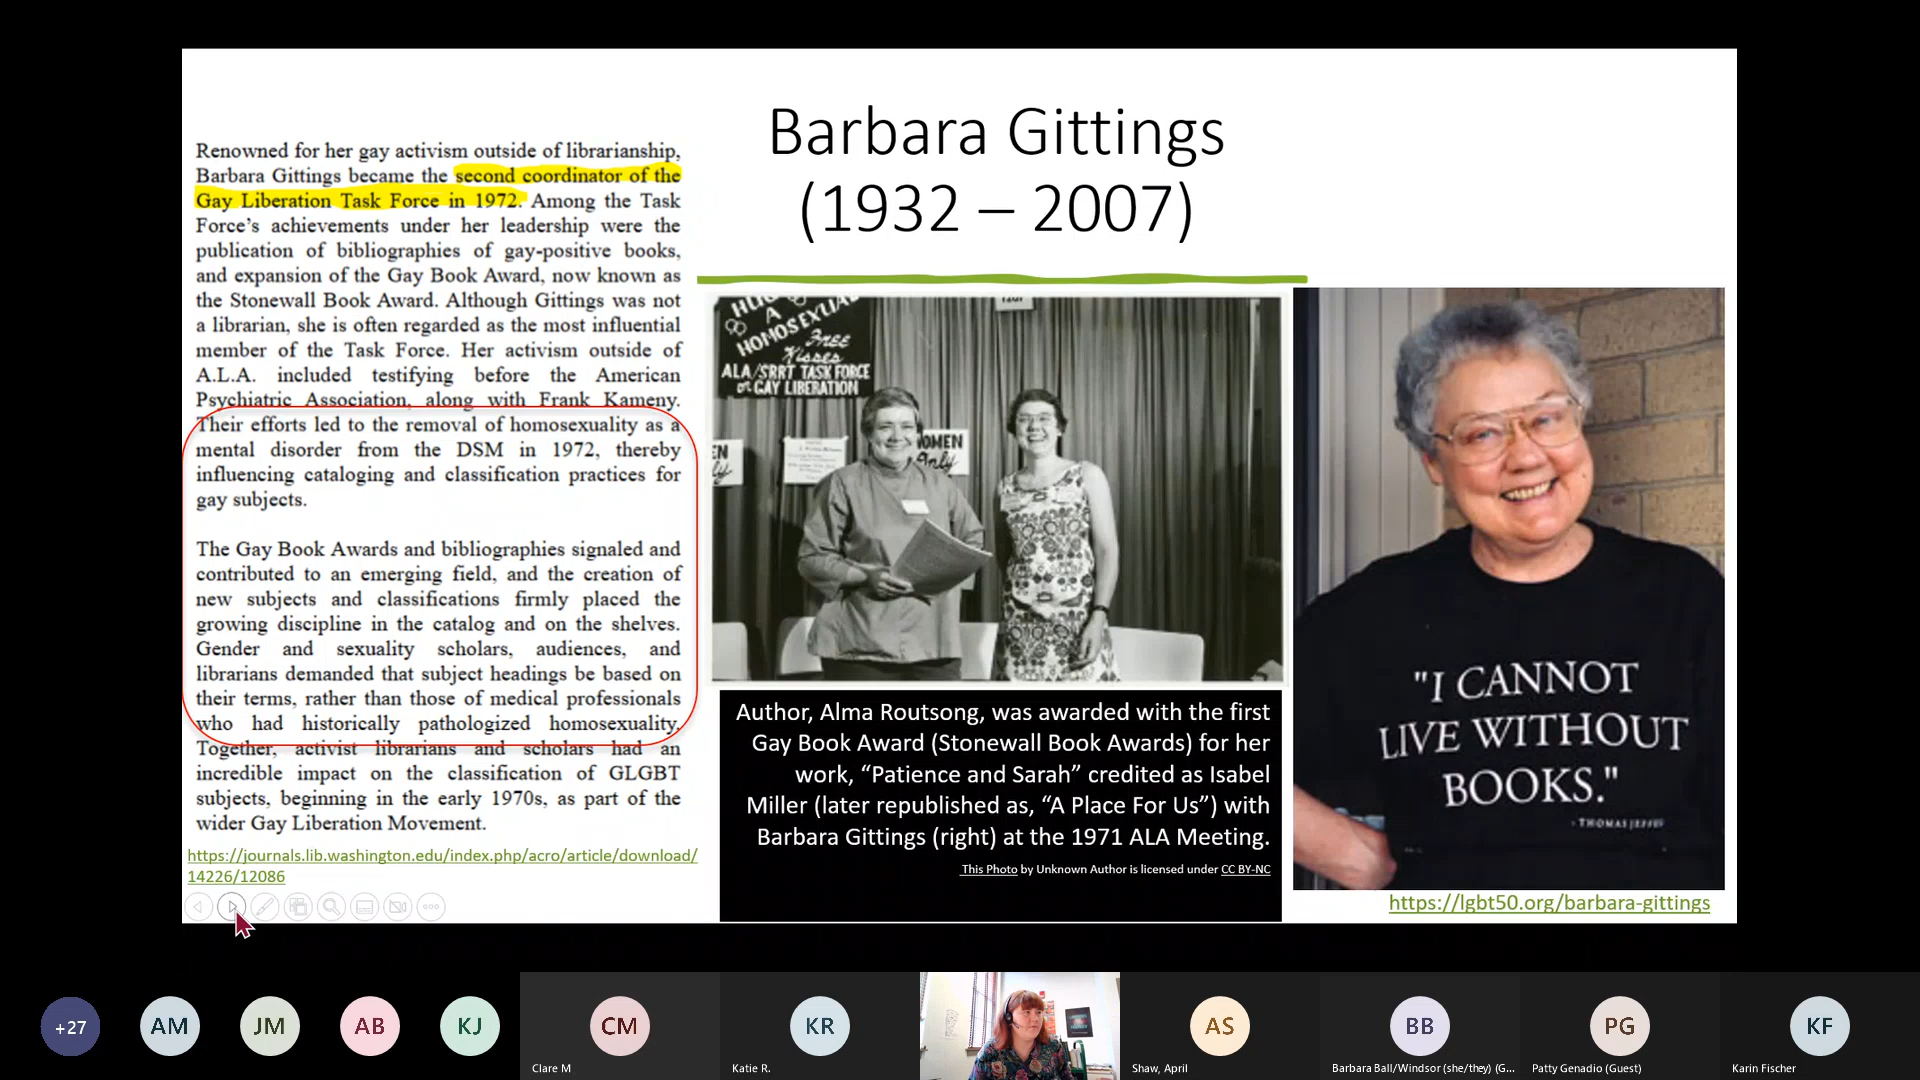 Barbara Gittings
(1932 – 2007)
Renowned for her gay activism outside of librarianship,
Barbara Gittings became the second coordinator of the
Gay Liberation Task Force in 1972. Among the Task
Force's achievements under her leadership were the
publication of bibliographies of gay-positive books,
and expansion of the Gay Book Award, now known as
the Stonewall Book Award. Although Gittings was not
a librarian, she is often regarded as the most influential
member of the Task Force. Her activism outside of
A.L.A. included testifying before the American
Psychiatric Association, along with Frank Kameny.
Their efforts led to the removal of homosexuality as a
mental disorder from the DSM in 1972, thereby
influencing cataloging and classification practices for
gay subjects.
The Gay Book Awards and bibliographies signaled and
contributed to an emerging field, and the creation of
new subjects and classifications firmly placed the
growing discipline in the catalog and on the shelves.
Gender and sexuality scholars, audiences, and
librarians demanded that subject headings be based on
their terms, rather than those of medical professionals
who had historically pathologized homosexuality.
Together, activist librarians and scholars had an
incredible impact on the classification of GLGBT
subjects, beginning in the early 1970s, as part of the
wider Gay Liberation Movement.
https://journals.lib.washington.edu/index.php/acro/article/download/
14226/12086
A
HOMOSEXUAL
FREE
Kisses
ALA/SRRT TASK FORCE
on GAY LIBERATION
WOMEN
Only
Author, Alma Routsong, was awarded with the first
Gay Book Award (Stonewall Book Awards) for her
work, “Patience and Sarah” credited as Isabel
Miller (later republished as, “A Place For Us”) with
Barbara Gittings (right) at the 1971 ALA Meeting.
This Photo by Unknown Author is licensed under CC BY-NC
"I CANNOT
LIVE WITHOUT
BOOKS."
- THOMAS JEFFE
https://lgbt50.org/barbara-gittings
+27
AM
JM
AB
KJ
CM
Clare M
KR
Katie R.
AS
Shaw, April
BB
Barbara Ball/Windsor (she/they) (G...
PG
Patty Genadio (Guest)
KF
Karin Fischer